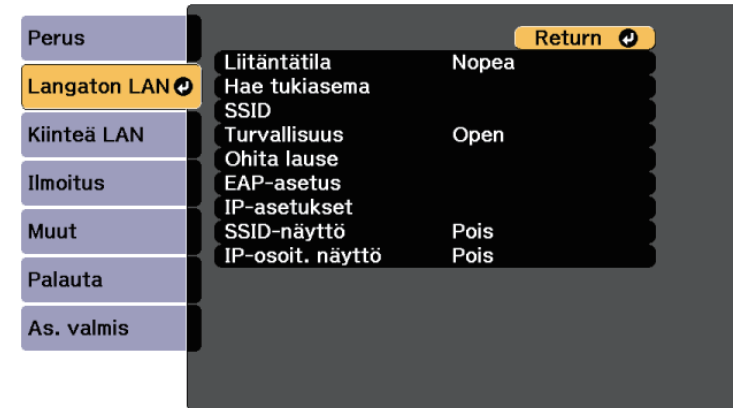 Perus
Langaton LAN
Kiinteä LAN
Ilmoitus
Muut
Palauta
As. valmis
Return
Liitäntätila Nopea
Hae tukiasema
SSID
Turvallisuus Open
Ohita lause
EAP-asetus
IP-asetukset
SSID-näyttö Pois
IP-osoit. näyttö Pois